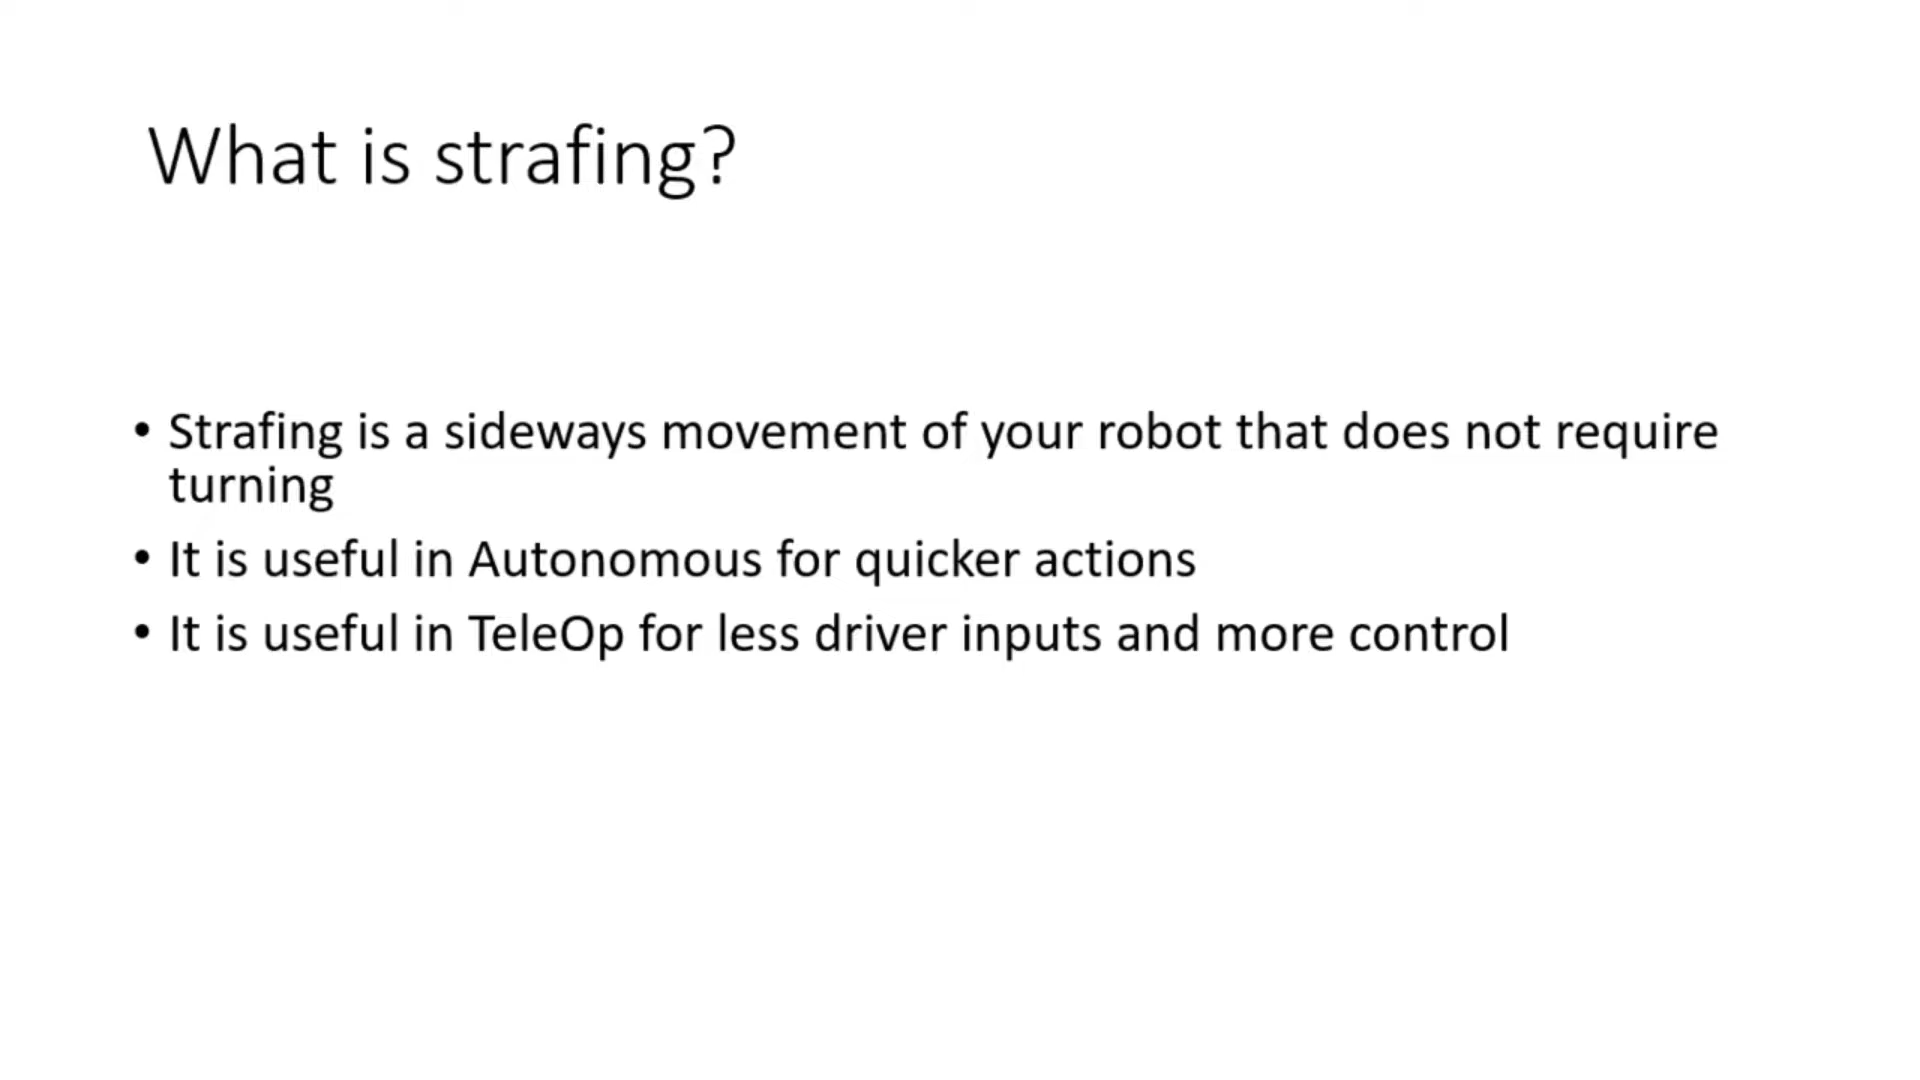 What is strafing?
• Strafing is a sideways movement of your robot that does not require
turning
• It is useful in Autonomous for quicker actions
• It is useful in TeleOp for less driver inputs and more control